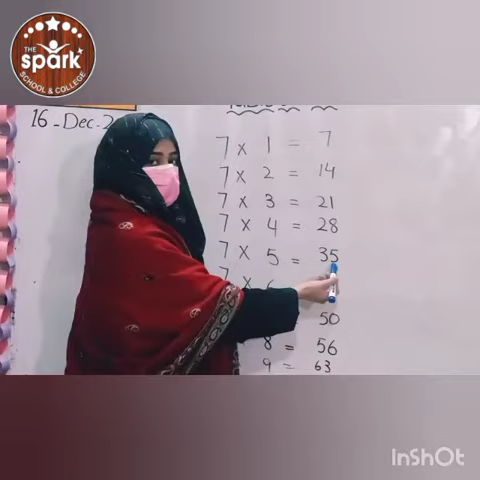 THE
spark
SCHOOL & COLLEGE
16-Dec-2
7 × 1 = 7
7 × 2 = 14
7 × 3 = 21
7 × 4 = 28
7 × 5 = 35
7 × 6
50
8 = 56
9 = 63
InShOt